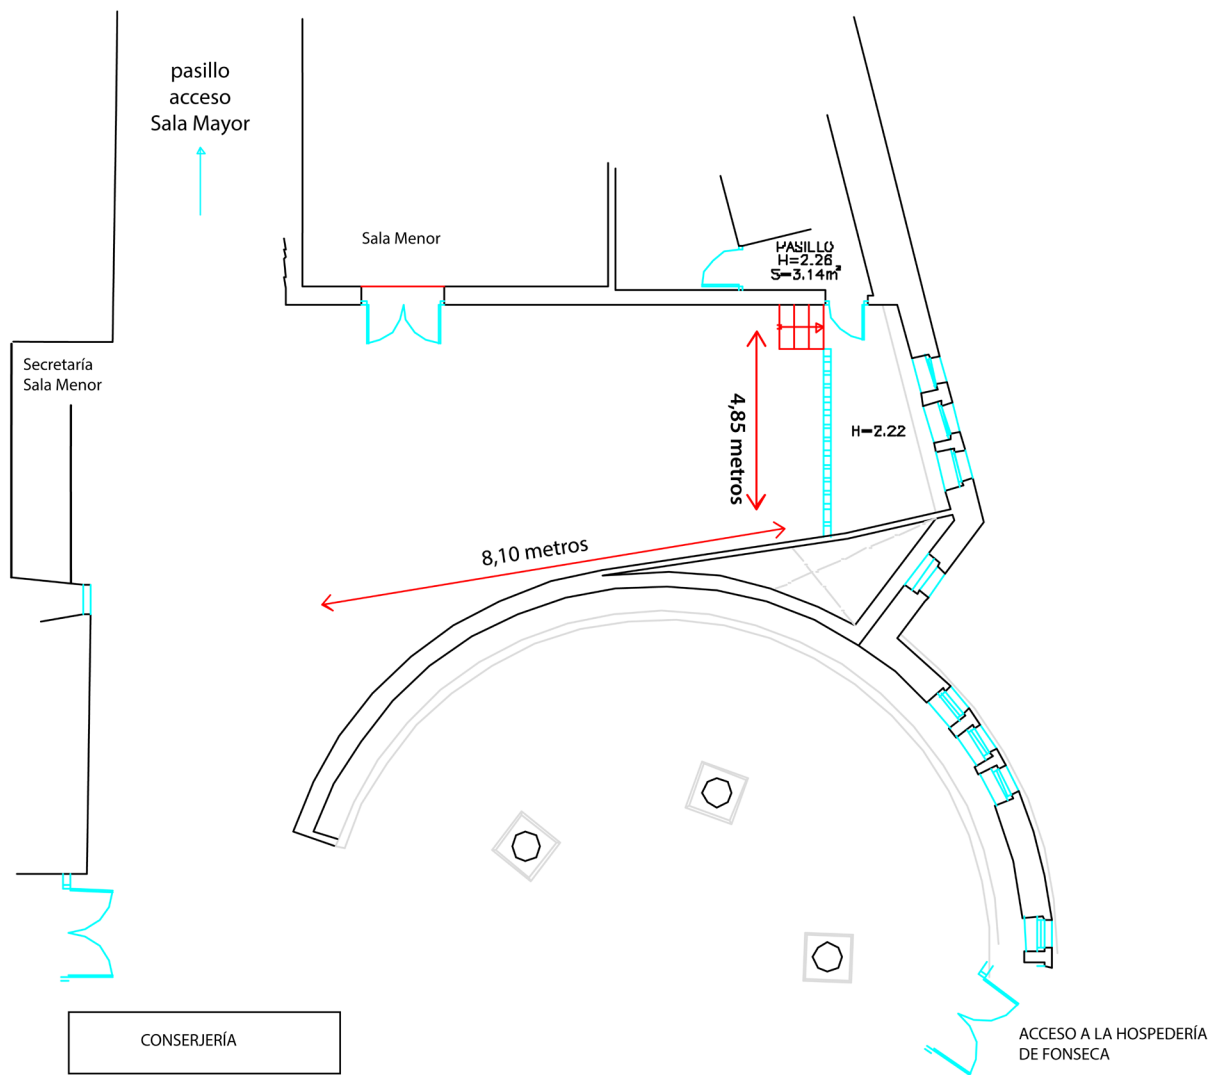 pasillo
acceso
Sala Mayor
Sala Menor
PASILLO
H=2.26
S=3.14m²
Secretaría
Sala Menor
4,85 metros
H=2.22
8,10 metros
CONSERJERÍA
ACCESO A LA HOSPEDERÍA
DE FONSECA